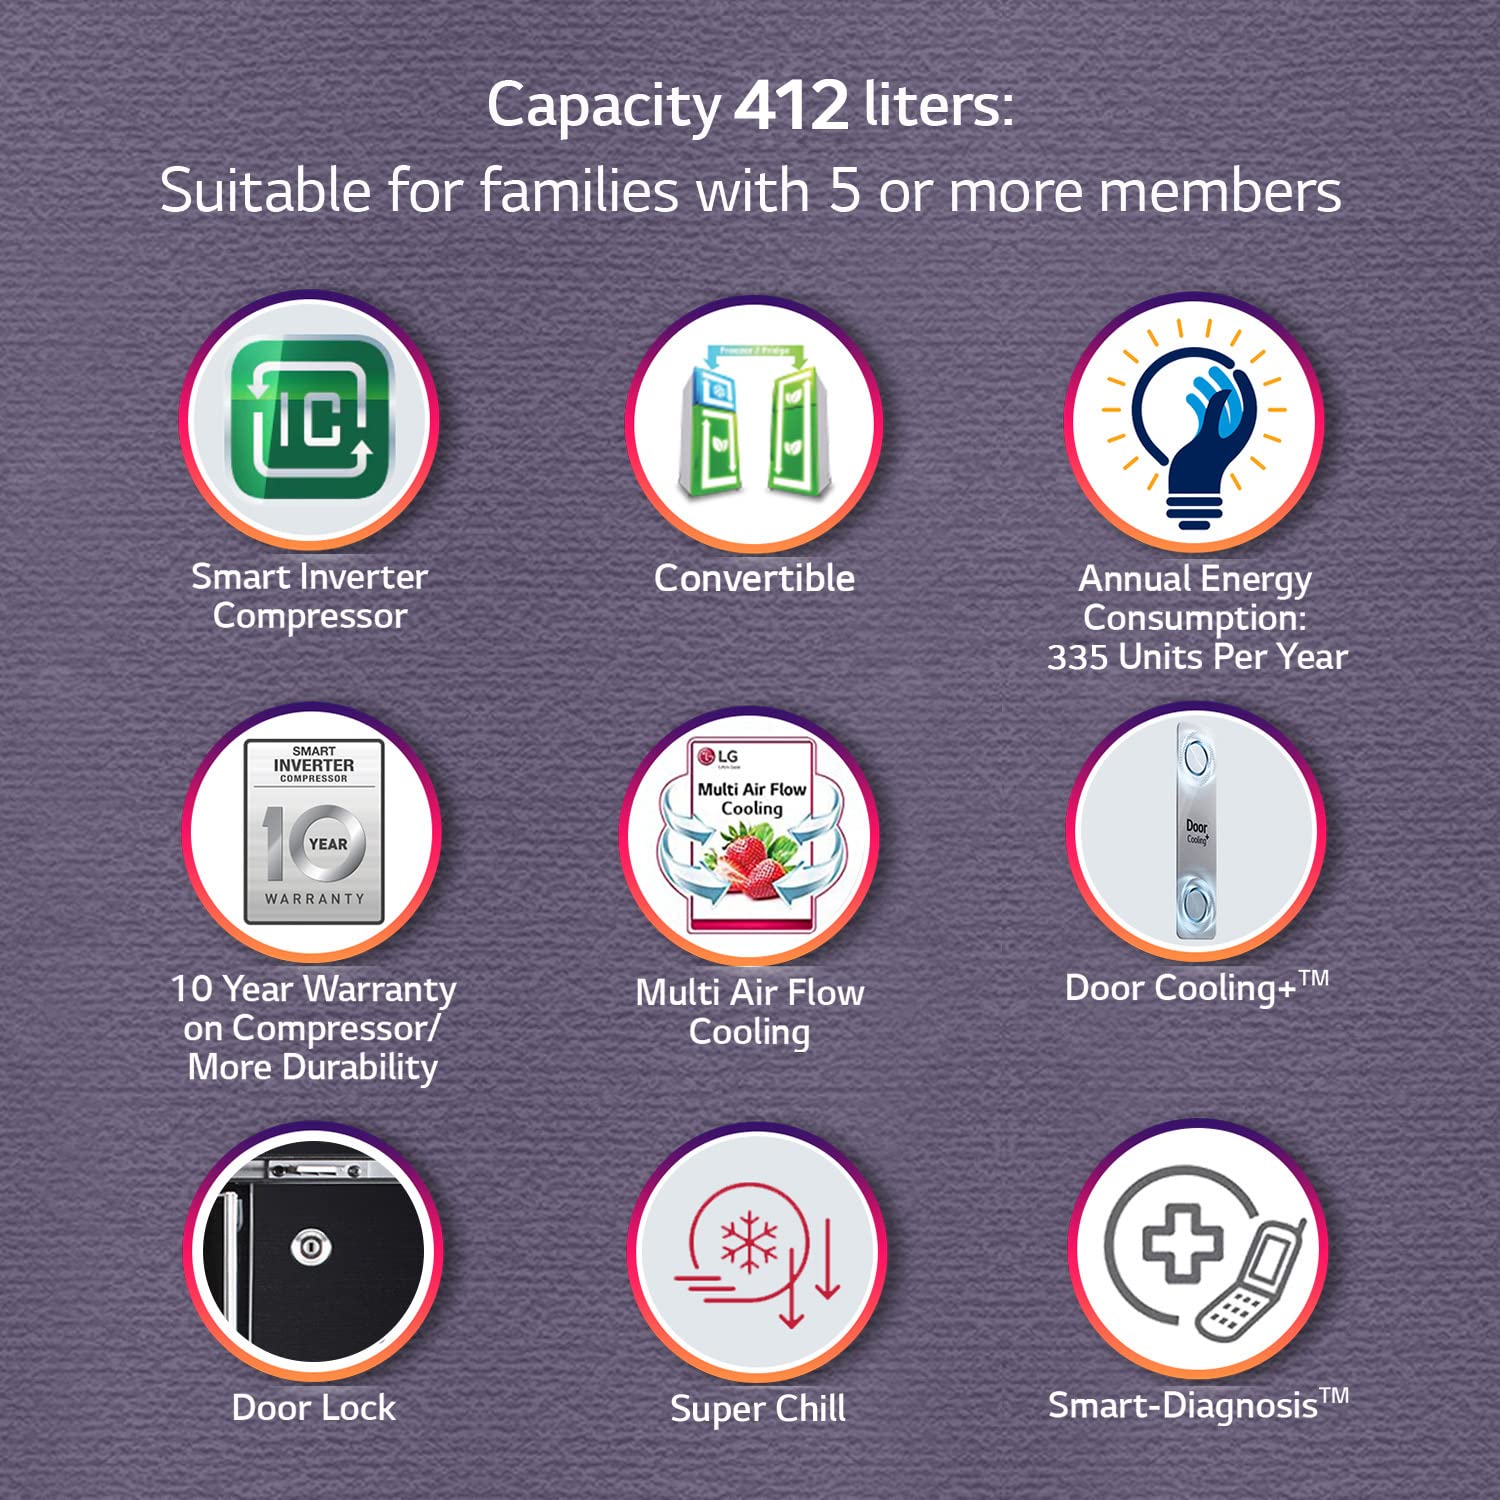 Capacity 412 liters:
Suitable for families with 5 or more members
IC
Smart Inverter
Compressor
Freezer / Fridge
Convertible
Annual Energy
Consumption:
335 Units Per Year
SMART
INVERTER
COMPRESSOR
10
YEAR
WARRANTY
10 Year Warranty
on Compressor/
More Durability
LG
Multi Air Flow
Cooling
Multi Air Flow
Cooling
Door
Cooling+
Door Cooling+™
Door Lock
Super Chill
Smart-Diagnosis™